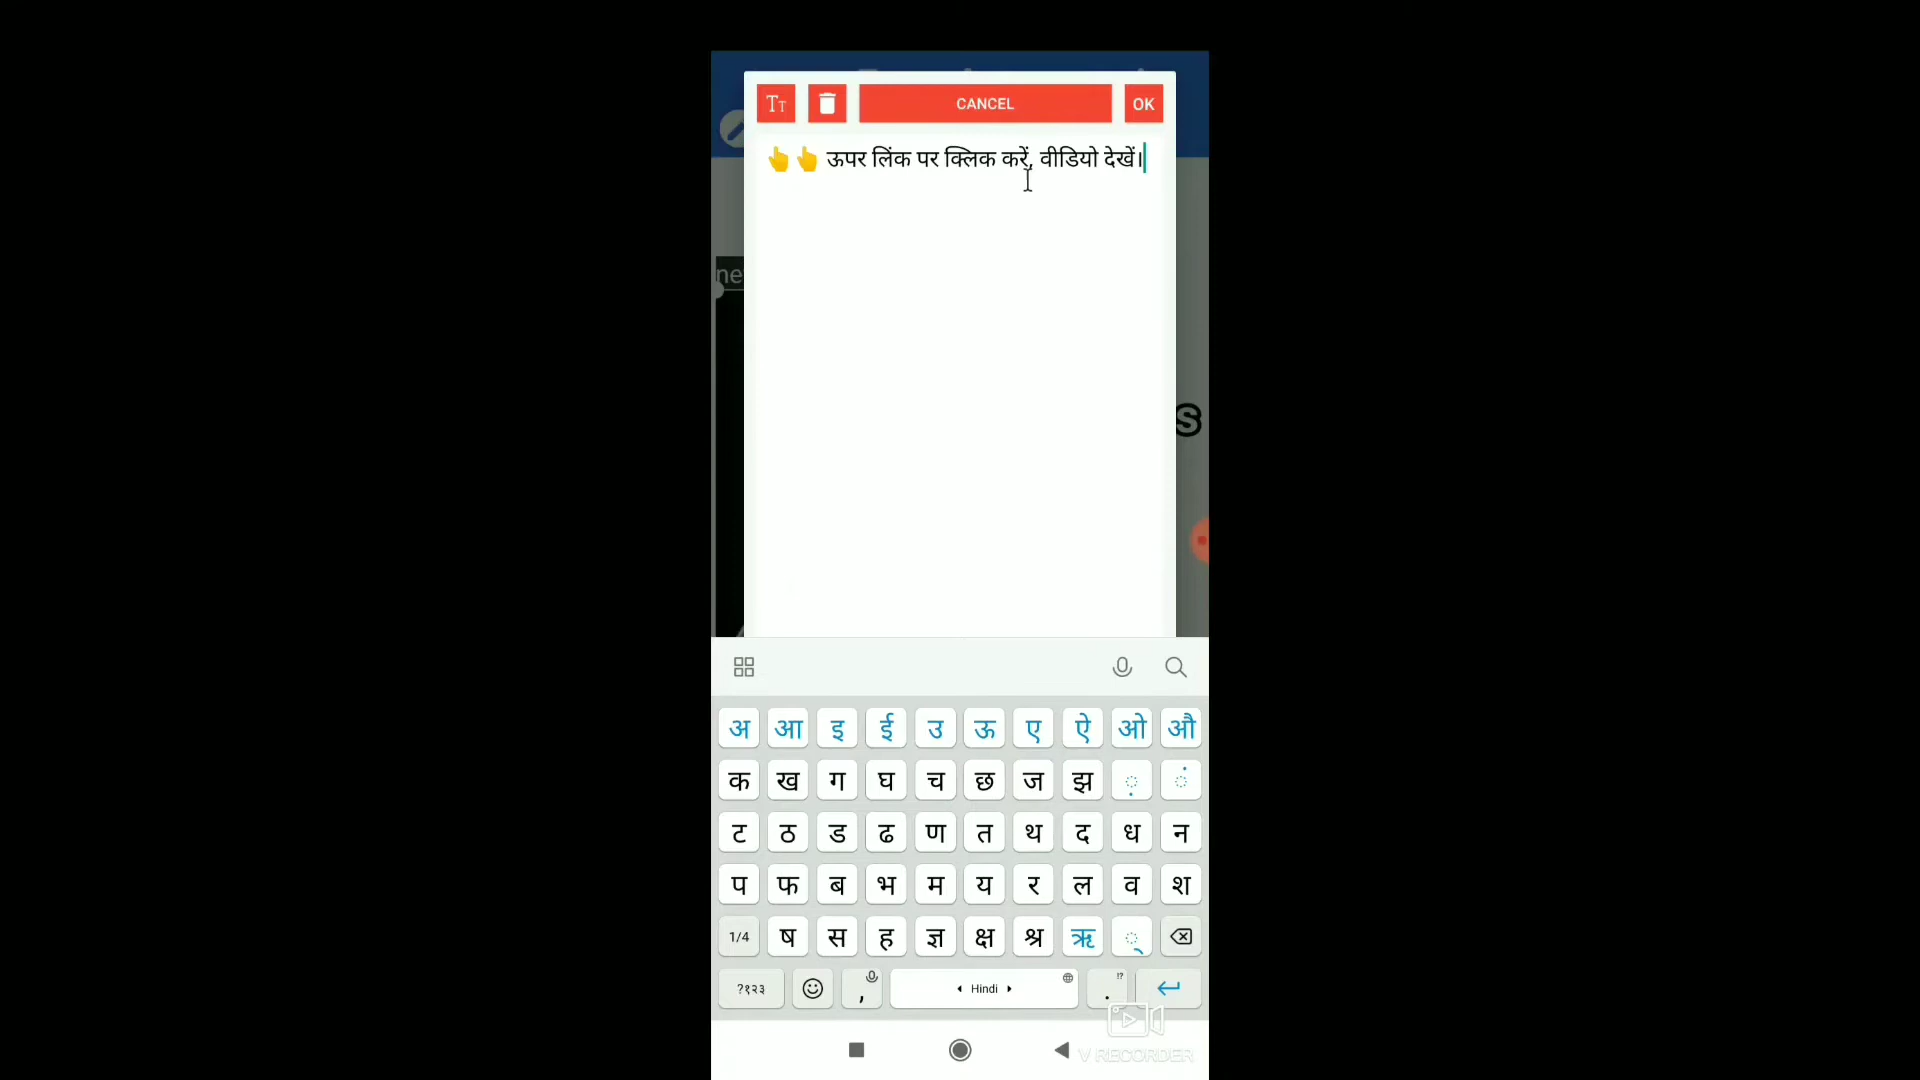 CANCEL OK
👆👆 ऊपर लिंक पर क्लिक करें, वीडियो देखें।
S
अ आ इ ई उ ऊ ए ऐ ओ औ
क ख ग घ च छ ज झ ़ ं
ट ठ ड ढ ण त थ द ध न
प फ ब भ म य र ल व श
1/4 ष स ह ज्ञ क्ष श्र ऋ ्
?१२३ , Hindi . !?
V RECORDER